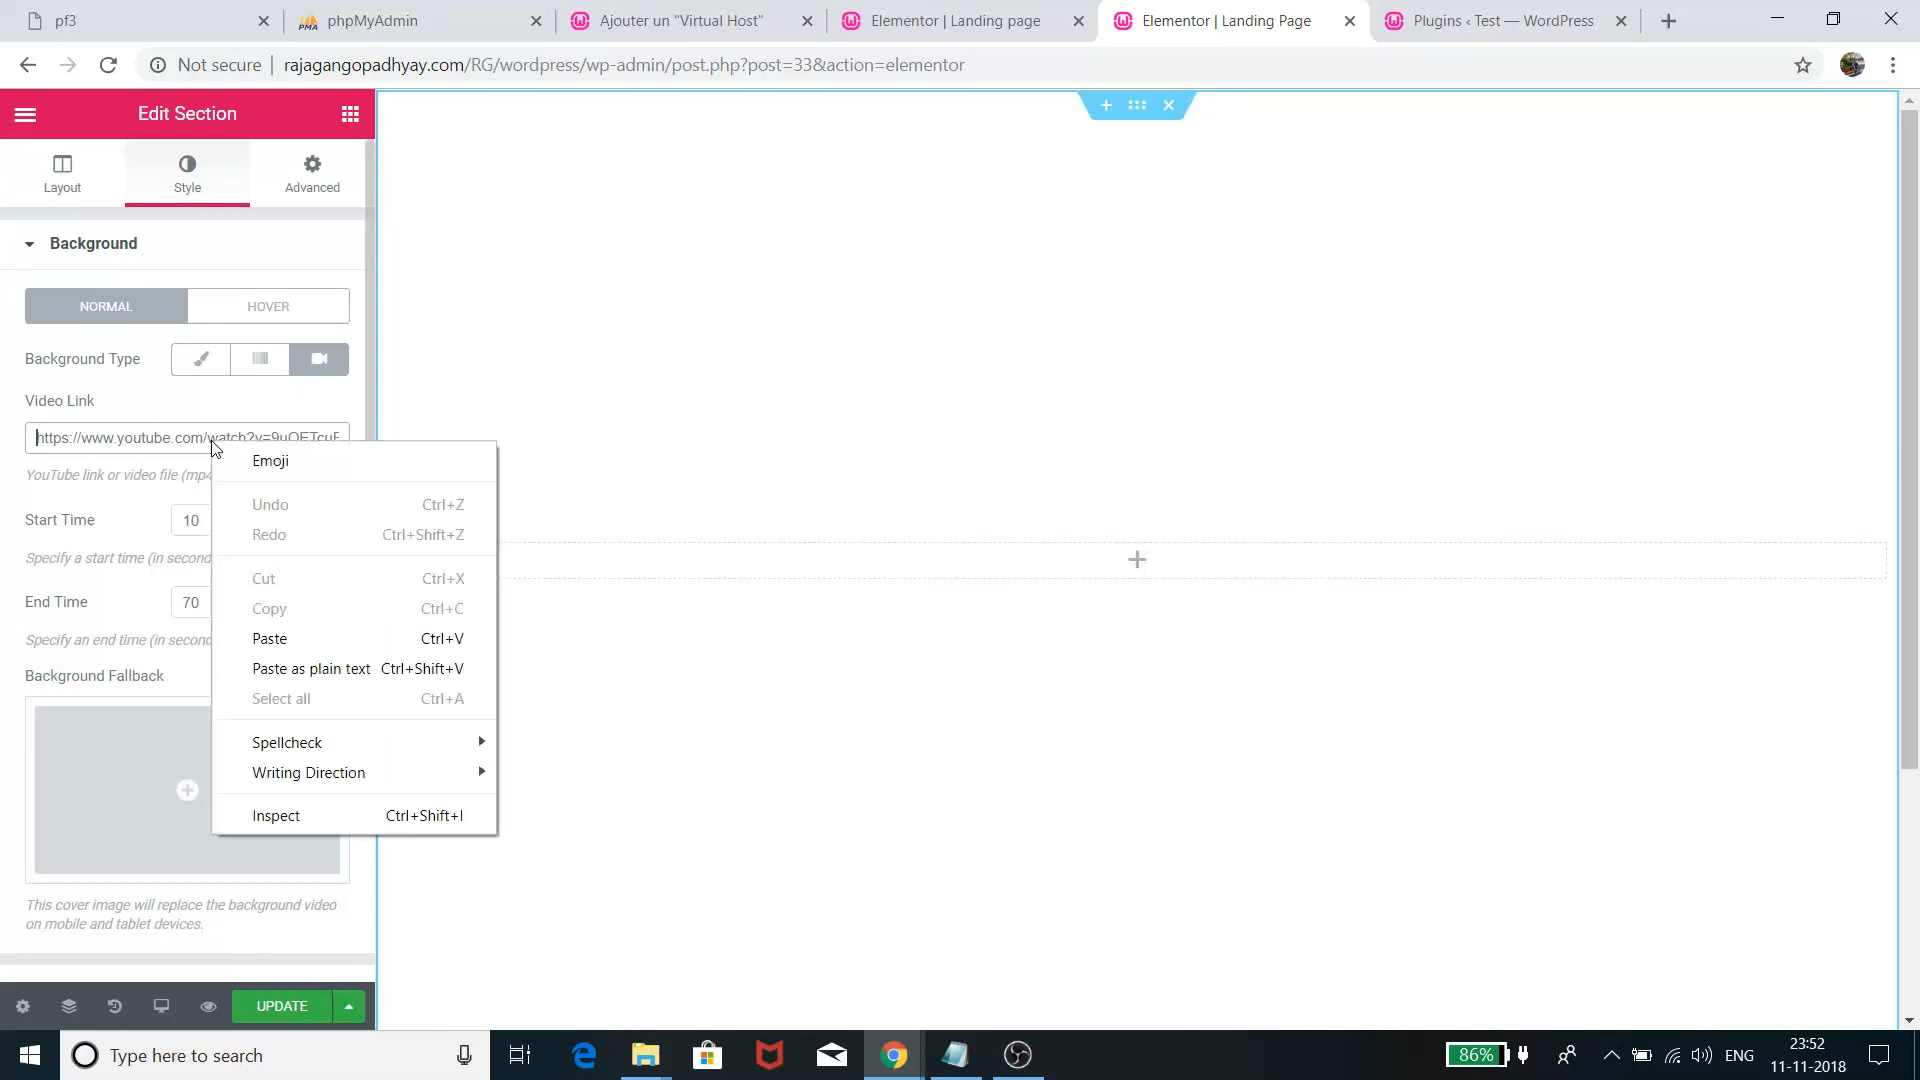 pf3
phpMyAdmin
Ajouter un "Virtual Host"
Elementor | Landing page
Elementor | Landing Page
Plugins ‹ Test — WordPress
Not secure
rajagangopadhyay.com/RG/wordpress/wp-admin/post.php?post=33&action=elementor
Edit Section
Layout
Style
Advanced
Background
NORMAL
HOVER
Background Type
Video Link
https://www.youtube.com/watch?v=9uOETcuF
YouTube link or video file (mp4
Start Time
10
Specify a start time (in second
End Time
70
Specify an end time (in second
Background Fallback
This cover image will replace the background video
on mobile and tablet devices.
Emoji
Undo Ctrl+Z
Redo Ctrl+Shift+Z
Cut Ctrl+X
Copy Ctrl+C
Paste Ctrl+V
Paste as plain text Ctrl+Shift+V
Select all Ctrl+A
Spellcheck
Writing Direction
Inspect Ctrl+Shift+I
UPDATE
Type here to search
86%
ENG
23:52
11-11-2018